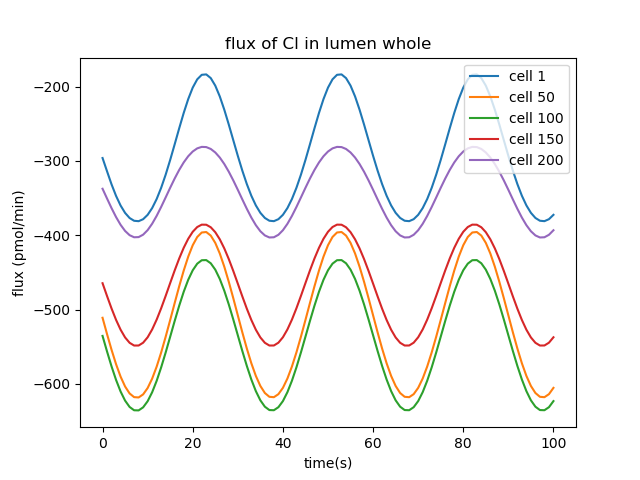 flux of Cl in lumen whole
cell 1
cell 50
cell 100
cell 150
cell 200
flux (pmol/min)
−200
−300
−400
−500
−600
0 20 40 60 80 100
time(s)